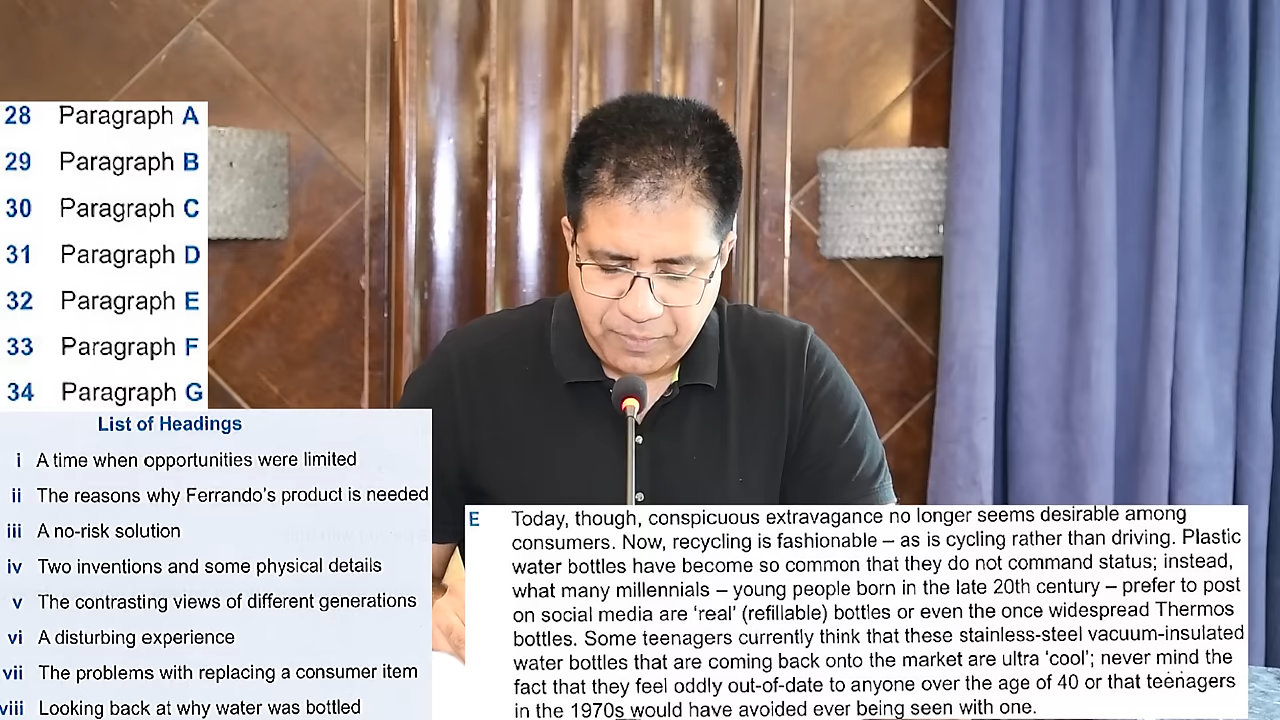 28 Paragraph A
29 Paragraph B
30 Paragraph C
31 Paragraph D
32 Paragraph E
33 Paragraph F
34 Paragraph G
List of Headings
i A time when opportunities were limited
ii The reasons why Ferrando's product is needed
iii A no-risk solution
iv Two inventions and some physical details
v The contrasting views of different generations
vi A disturbing experience
vii The problems with replacing a consumer item
viii Looking back at why water was bottled
E Today, though, conspicuous extravagance no longer seems desirable among
consumers. Now, recycling is fashionable – as is cycling rather than driving. Plastic
water bottles have become so common that they do not command status; instead,
what many millennials – young people born in the late 20th century – prefer to post
on social media are 'real' (refillable) bottles or even the once widespread Thermos
bottles. Some teenagers currently think that these stainless-steel vacuum-insulated
water bottles that are coming back onto the market are ultra 'cool'; never mind the
fact that they feel oddly out-of-date to anyone over the age of 40 or that teenagers
in the 1970s would have avoided ever being seen with one.